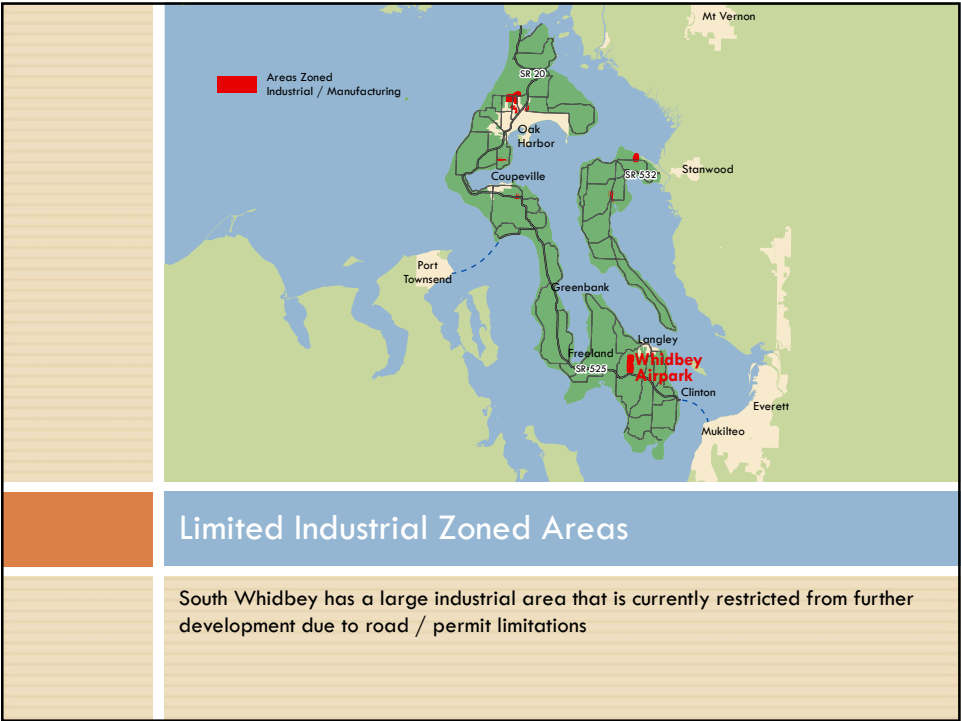 Mt Vernon
Areas Zoned
Industrial / Manufacturing
SR 20
Oak
Harbor
Stanwood
SR 532
Coupeville
Port
Townsend
Greenbank
Langley
Freeland
Whidbey
Airpark
SR 525
Clinton
Everett
Mukilteo
Limited Industrial Zoned Areas
South Whidbey has a large industrial area that is currently restricted from further
development due to road / permit limitations